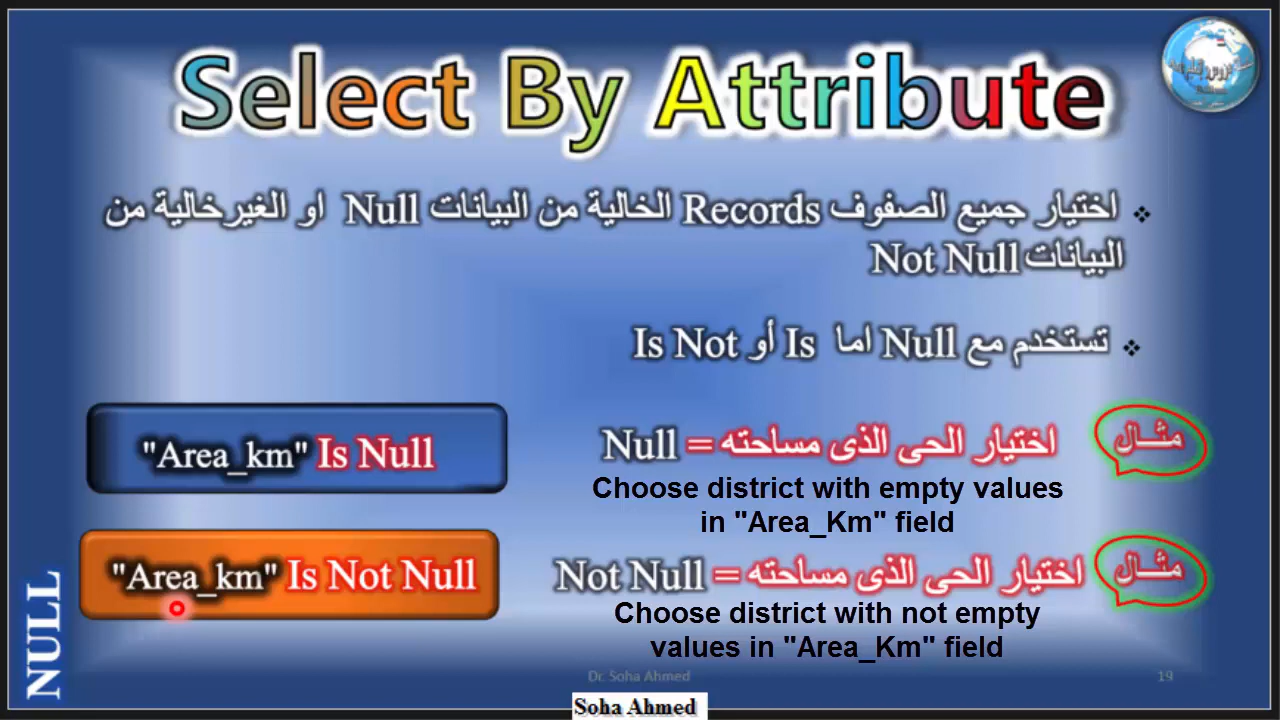 Select By Attribute
اختيار جميع الصفوف Records الخالية من البيانات Null او الغيرخالية من
البيانات Not Null
تستخدم مع Null اما Is أو Is Not
مثــال
اختيار الحى الذى مساحته = Null
"Area_km" Is Null
Choose district with empty values
in "Area_Km" field
مثــال
اختيار الحى الذى مساحته = Not Null
"Area_km" Is Not Null
Choose district with not empty
values in "Area_Km" field
NULL
Dr. Soha Ahmed
19
Soha Ahmed